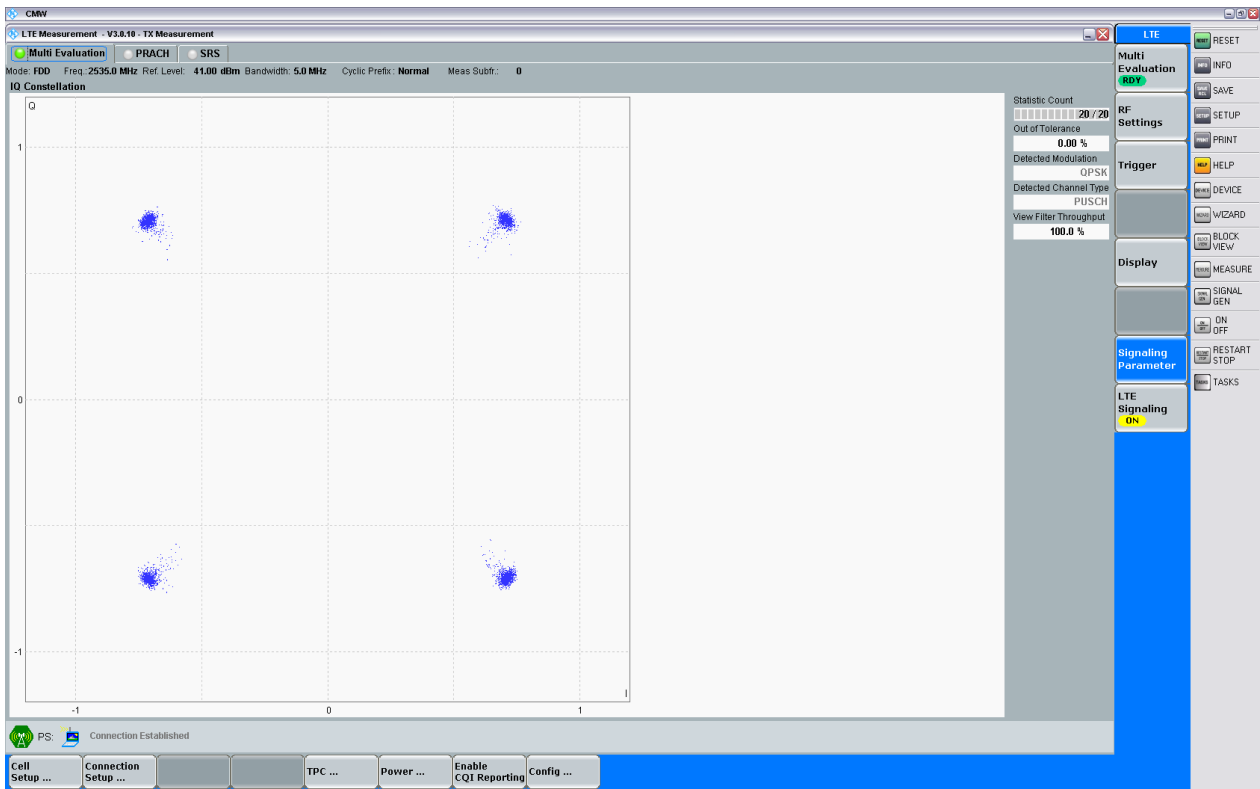 CMW
LTE Measurement - V3.0.10 - TX Measurement
Multi Evaluation PRACH SRS
Mode: FDD Freq.: 2535.0 MHz Ref. Level: 41.00 dBm Bandwidth: 5.0 MHz Cyclic Prefix: Normal Meas Subfr.: 0
IQ Constellation
Q
1
0
-1
I
-1 0 1
Statistic Count
20 / 20
Out of Tolerance
0.00 %
Detected Modulation
QPSK
Detected Channel Type
PUSCH
View Filter Throughput
100.0 %
LTE
Multi
Evaluation
RDY
RF
Settings
Trigger
Display
Signaling
Parameter
LTE
Signaling
ON
RESET
INFO
SAVE
SETUP
PRINT
HELP
DEVICE
WIZARD
BLOCK
VIEW
MEASURE
SIGNAL
GEN
ON
OFF
RESTART
STOP
TASKS
PS: Connection Established
Cell
Setup ...
Connection
Setup ...
TPC ...
Power ...
Enable
CQI Reporting
Config ...